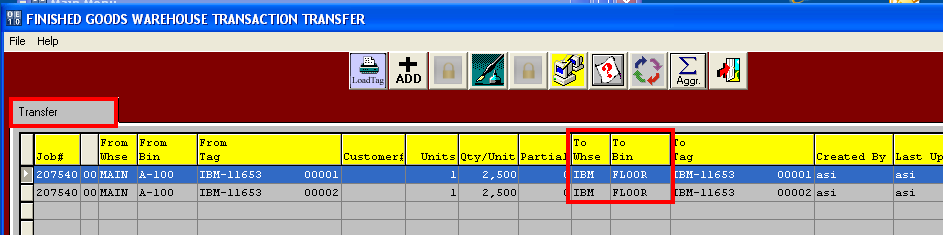 FINISHED GOODS WAREHOUSE TRANSACTION TRANSFER
File Help
LoadTag ADD Σ Aggr.
Transfer
From From From To To To
Job# Whse Bin Tag Customer# Units Qty/Unit Partial Whse Bin Tag Created By Last Up
207540 00 MAIN A-100 IBM-11653 00001 1 2,500 0 IBM FLOOR IBM-11653 00001 asi asi
207540 00 MAIN A-100 IBM-11653 00002 1 2,500 0 IBM FLOOR IBM-11653 00002 asi asi